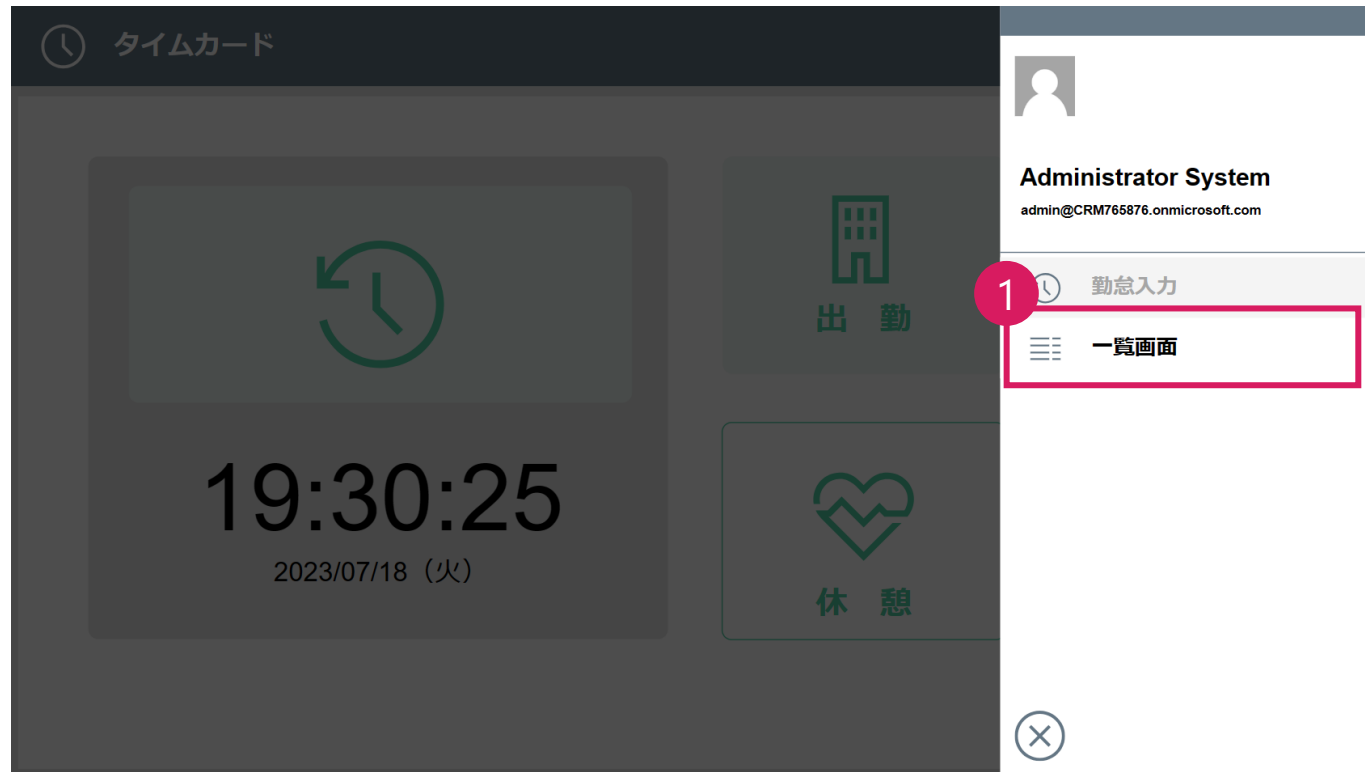 タイムカード
出 勤
19:30:25
2023/07/18（火）
休 憩
Administrator System
admin@CRM765876.onmicrosoft.com
1
勤怠入力
一覧画面